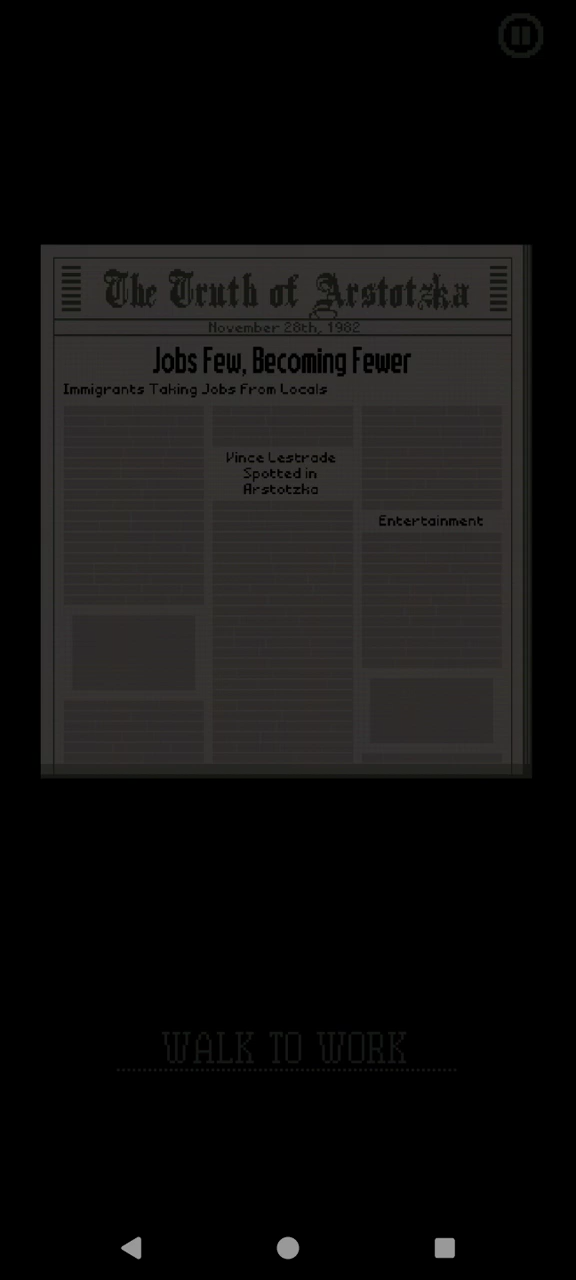 The Truth of Arstotzka
November 28th, 1982
Jobs Few, Becoming Fewer
Immigrants Taking Jobs From Locals
Vince Lestrade
Spotted in
Arstotzka
Entertainment
WALK TO WORK